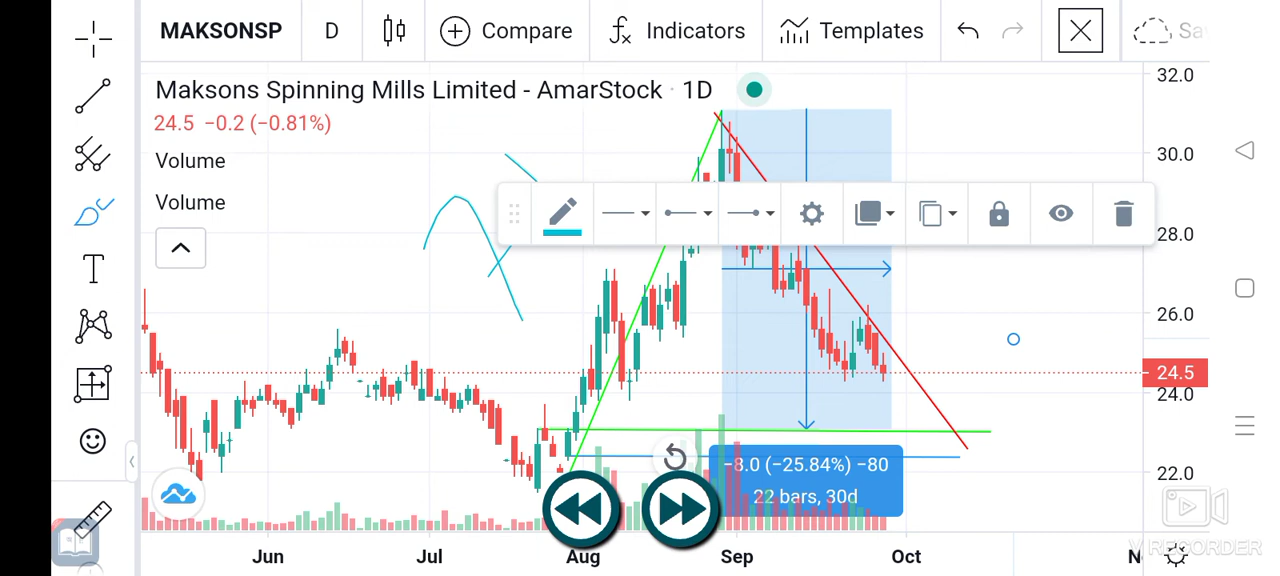 MAKSONSP D Compare Indicators Templates Sa
Maksons Spinning Mills Limited - AmarStock · 1D
24.5 −0.2 (−0.81%)
Volume
Volume
32.0
30.0
28.0
26.0
24.5
24.0
22.0
−8.0 (−25.84%) −80
22 bars, 30d
Jun Jul Aug Sep Oct N
V RECORDER